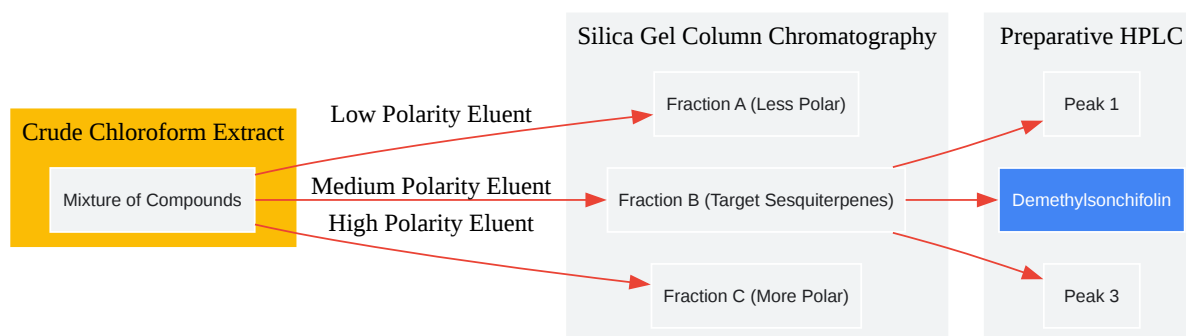 Silica Gel Column Chromatography
Preparative HPLC
Fraction A (Less Polar)
Peak 1
Low Polarity Eluent
Crude Chloroform Extract
Medium Polarity Eluent
Mixture of Compounds
Fraction B (Target Sesquiterpenes)
Demethylsonchifolin
High Polarity Eluent
Fraction C (More Polar)
Peak 3